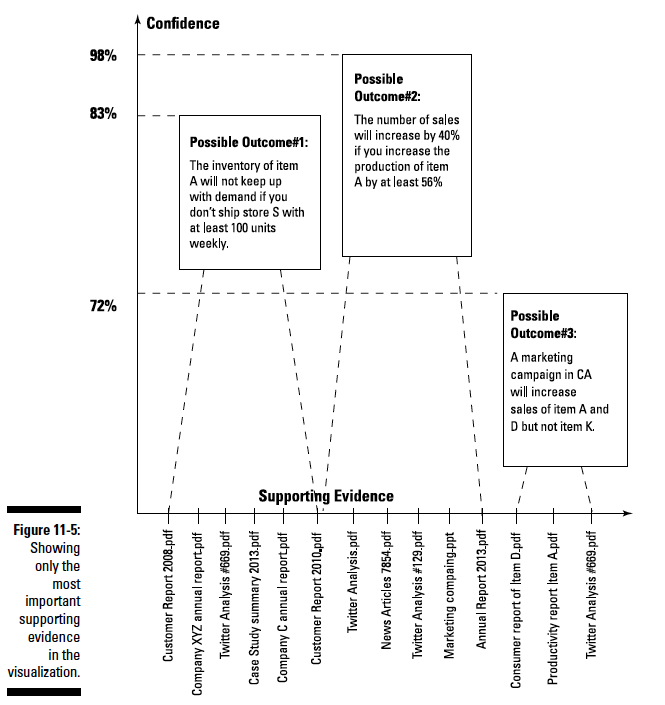 Confidence
98%
83%
72%
Possible
Outcome#1:
The inventory of item
A will not keep up
with demand if you
don't ship store S with
at least 100 units
weekly.
Possible
Outcome#2:
The number of sales
will increase by 40%
if you increase the
production of item
A by at least 56%
Possible
Outcome#3:
A marketing
campaign in CA
will increase
sales of item A and
D but not item K.
Supporting Evidence
Customer Report 2008.pdf
Company XYZ annual report.pdf
Twitter Analysis #669.pdf
Case Study summary 2013.pdf
Company C annual report.pdf
Customer Report 2010.pdf
Twitter Analysis.pdf
News Articles 7854.pdf
Twitter Analysis #129.pdf
Marketing compaing.ppt
Annual Report 2013.pdf
Consumer report of Item D.pdf
Productivity report Item A.pdf
Twitter Analysis #669.pdf
Figure 11-5:
Showing
only the
most
important
supporting
evidence
in the
visualization.